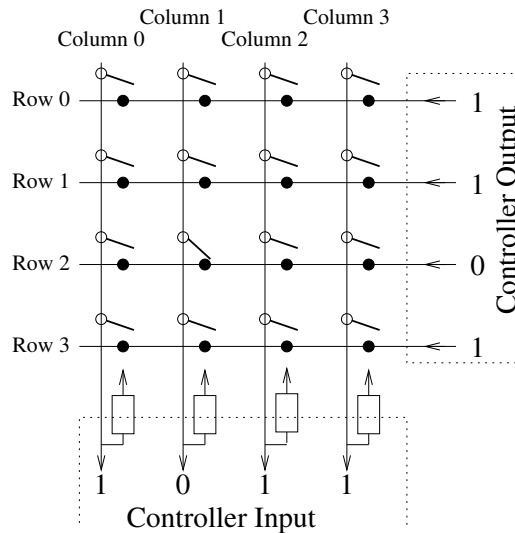 Column 1
Column 3
Column 0
Column 2
Row 0
1
Row 1
1
Row 2
0
Row 3
1
Controller Output
1 0 1 1
Controller Input